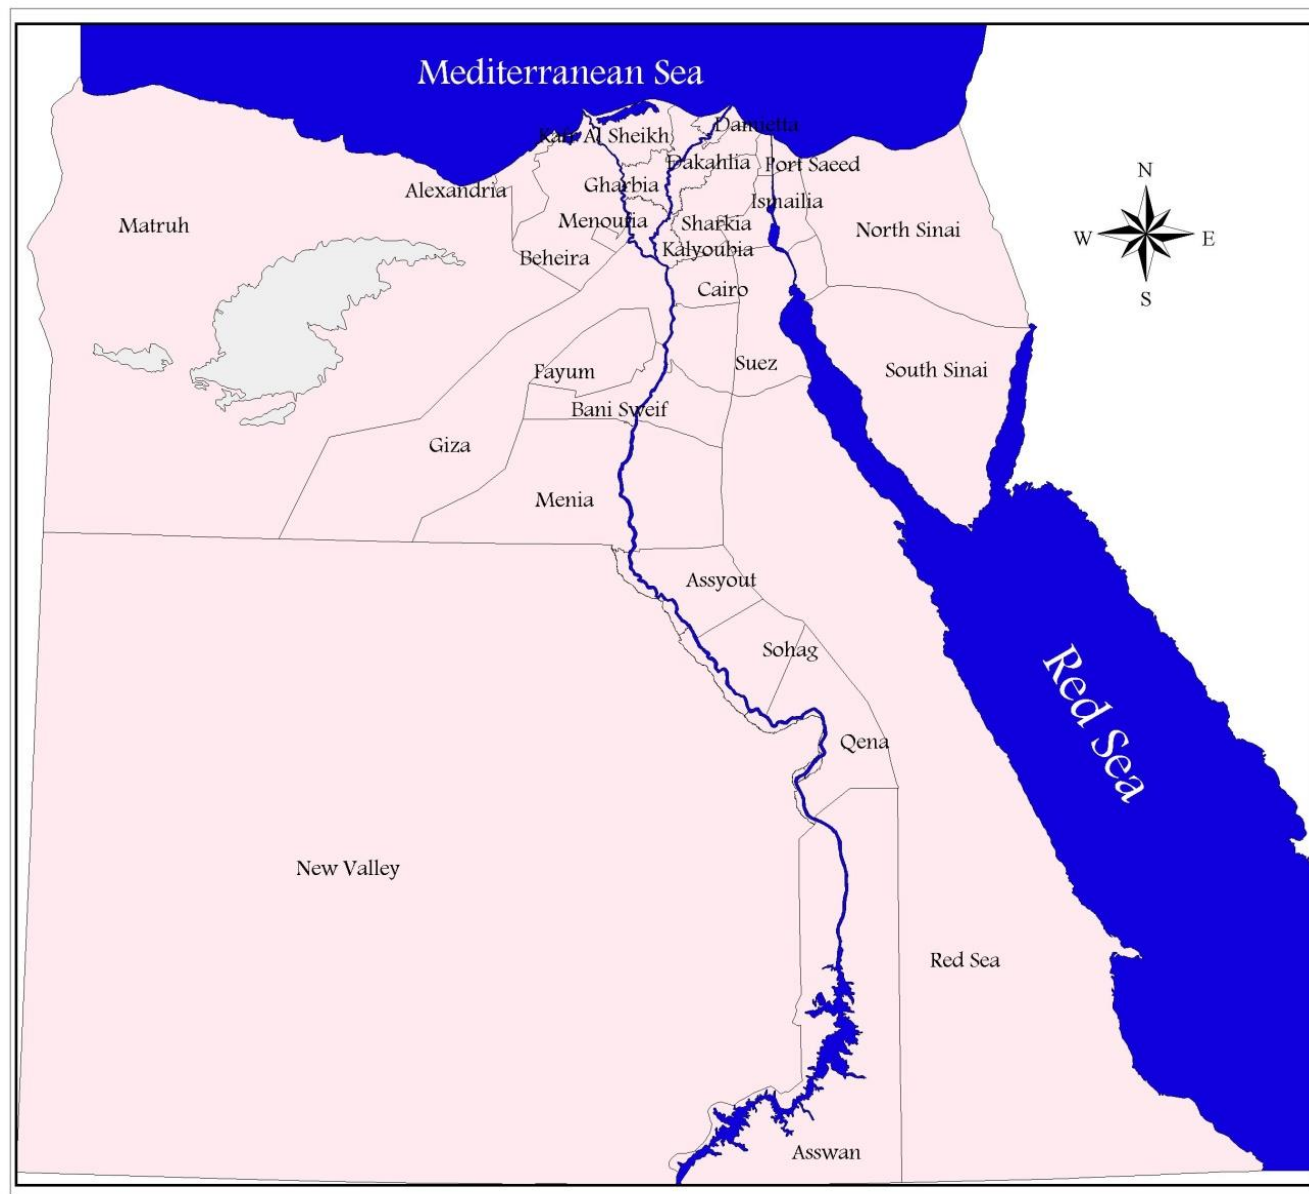 Mediterranean Sea
Kafr Al Sheikh
Damietta
Dakahlia
Port Saeed
Alexandria
Gharbia
Ismailia
Matruh
Menoufia
Sharkia
North Sinai
N
W
E
S
Beheira
Kalyoubia
Cairo
Fayum
Suez
South Sinai
Bani Sweif
Giza
Menia
Assyout
Sohag
Red Sea
Qena
New Valley
Red Sea
Asswan